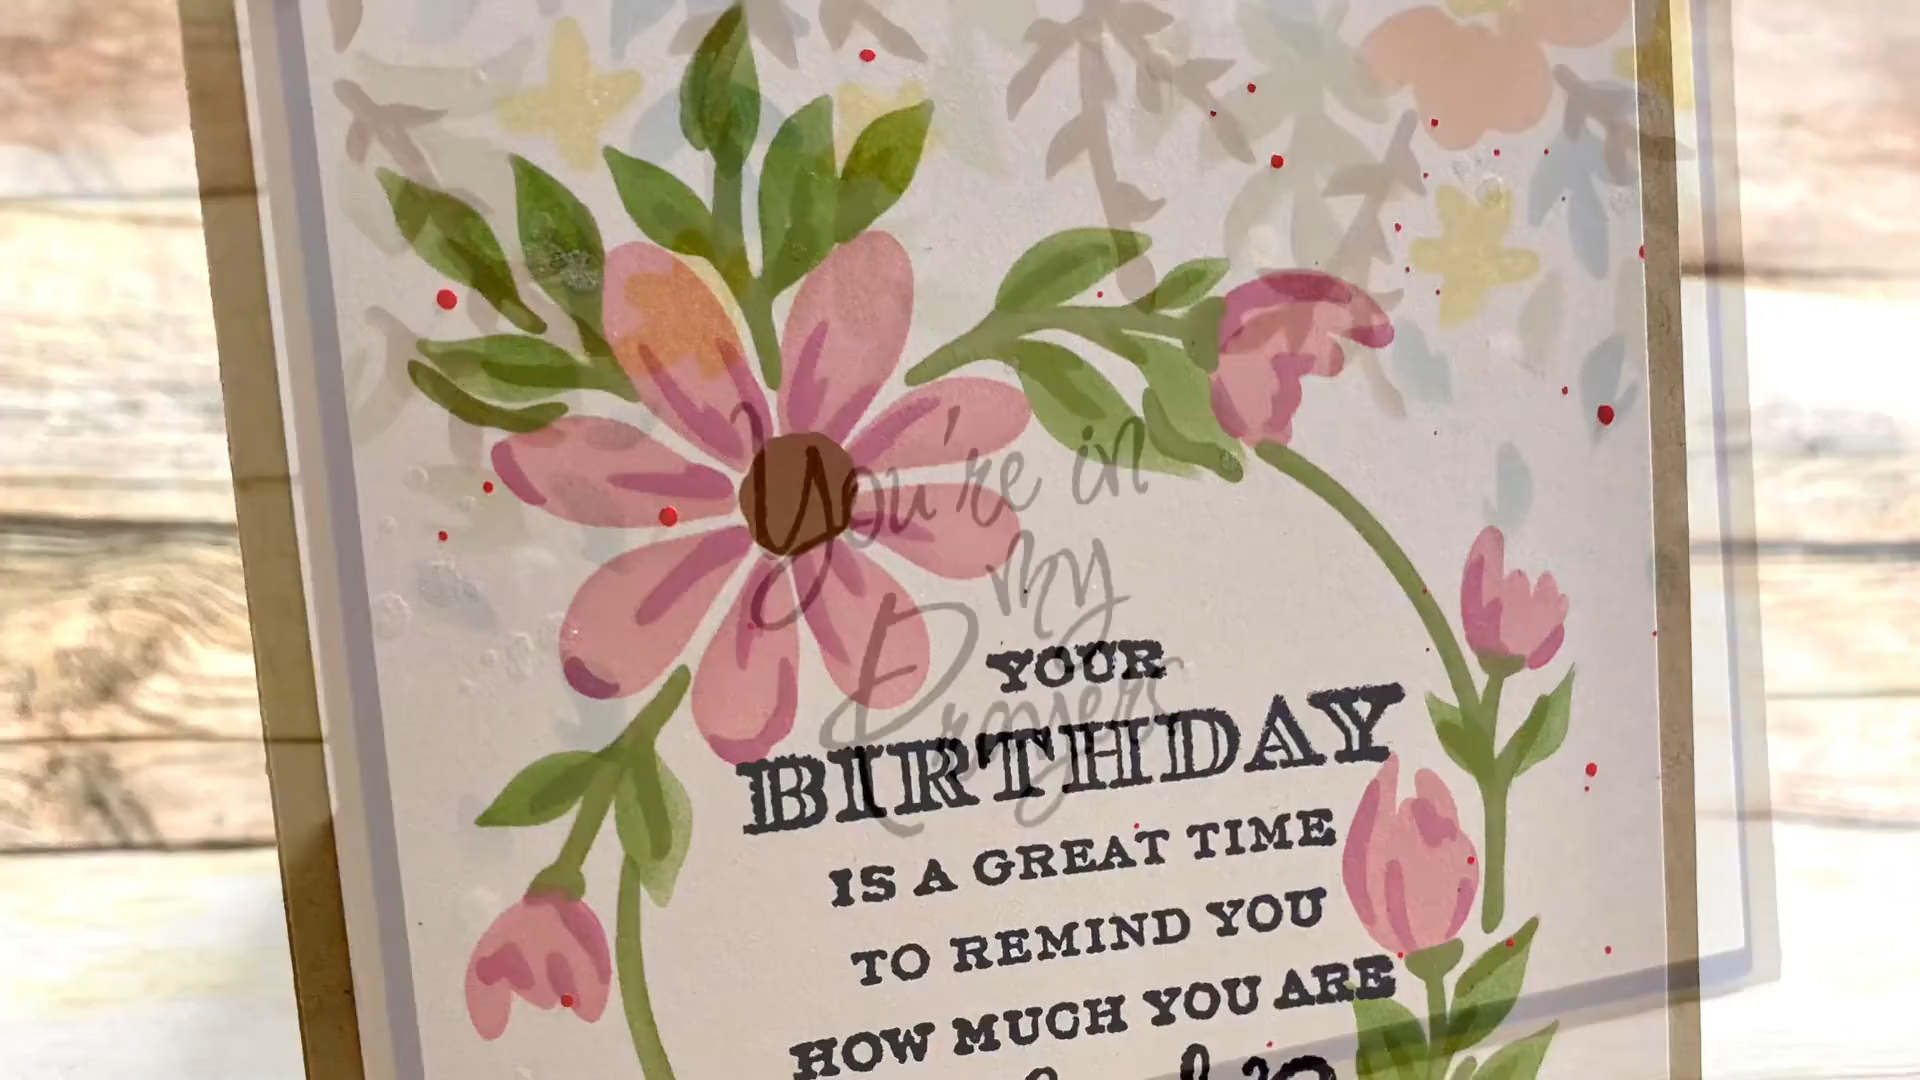 You're in
my
Prayers
YOUR
BIRTHDAY
IS A GREAT TIME
TO REMIND YOU
HOW MUCH YOU ARE